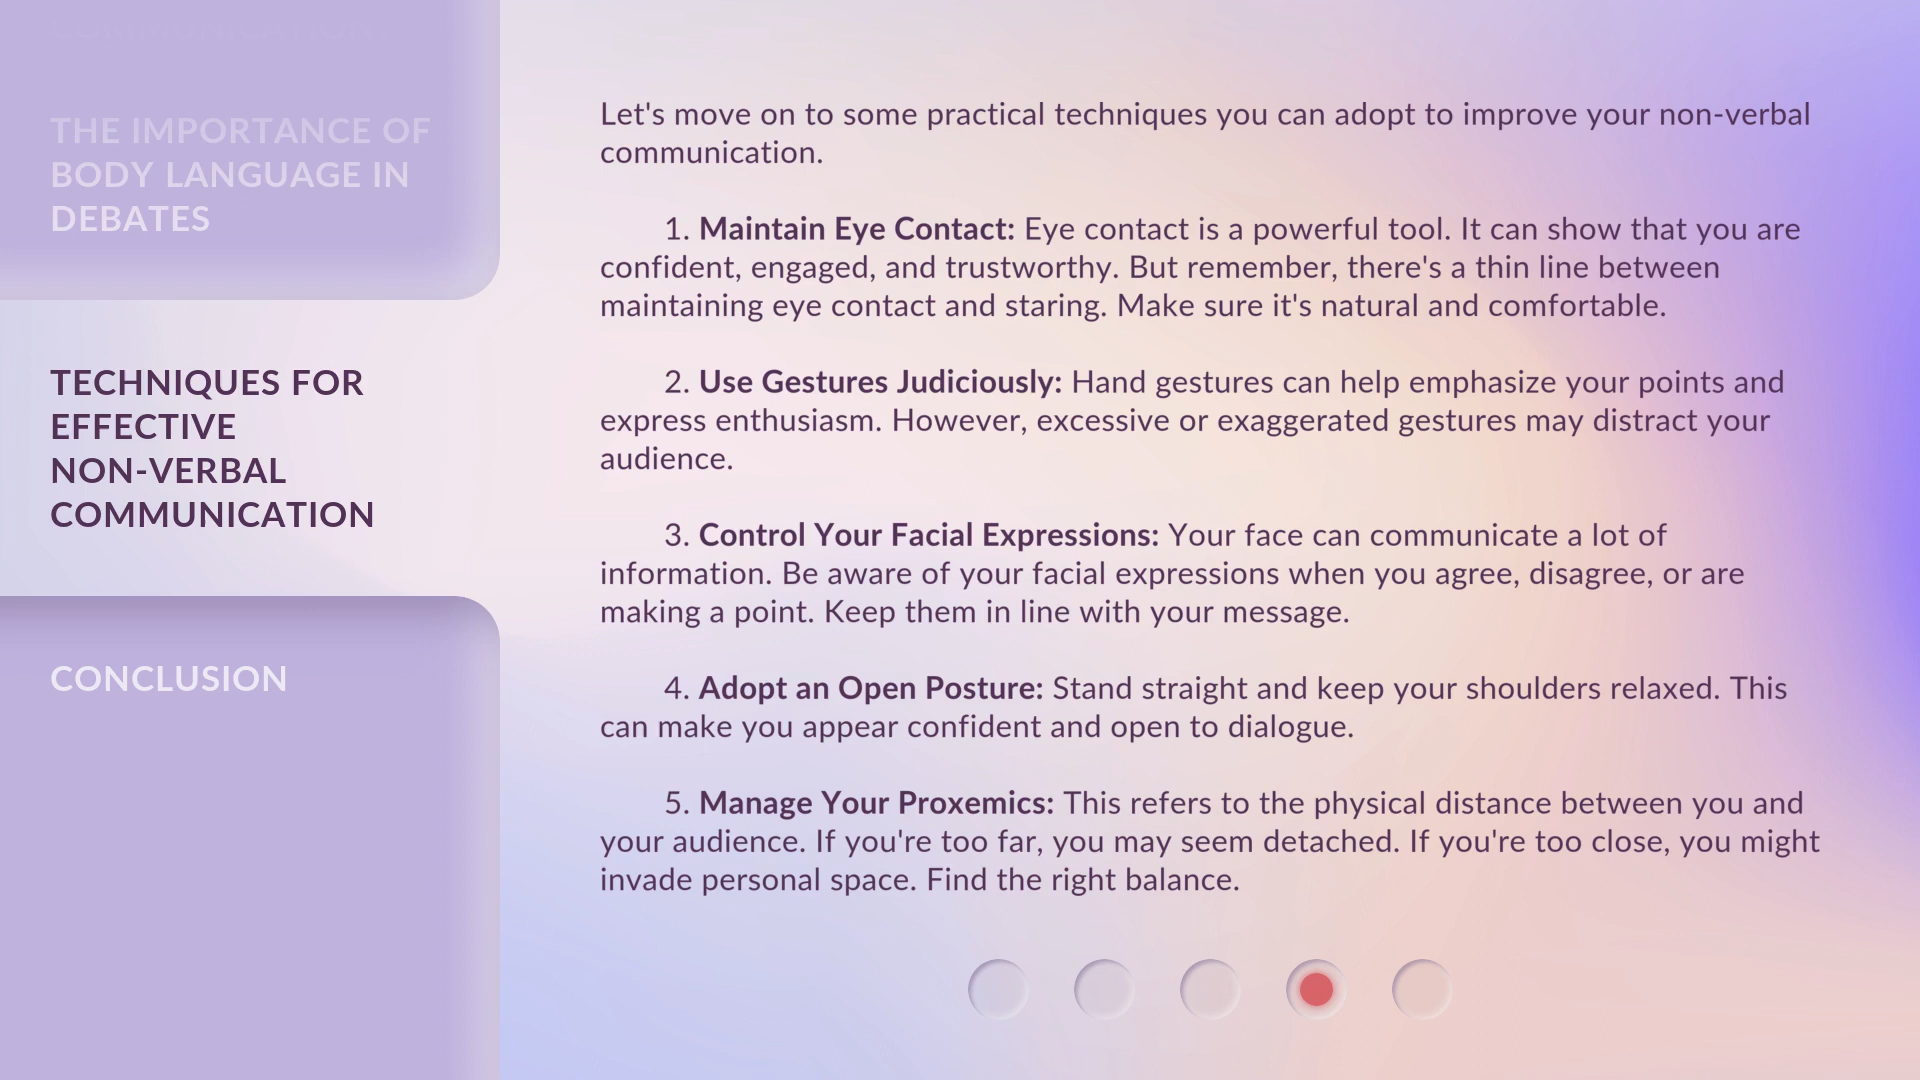 THE IMPORTANCE OF
BODY LANGUAGE IN
DEBATES
TECHNIQUES FOR
EFFECTIVE
NON-VERBAL
COMMUNICATION
CONCLUSION
Let's move on to some practical techniques you can adopt to improve your non-verbal
communication.
1. Maintain Eye Contact: Eye contact is a powerful tool. It can show that you are
confident, engaged, and trustworthy. But remember, there's a thin line between
maintaining eye contact and staring. Make sure it's natural and comfortable.
2. Use Gestures Judiciously: Hand gestures can help emphasize your points and
express enthusiasm. However, excessive or exaggerated gestures may distract your
audience.
3. Control Your Facial Expressions: Your face can communicate a lot of
information. Be aware of your facial expressions when you agree, disagree, or are
making a point. Keep them in line with your message.
4. Adopt an Open Posture: Stand straight and keep your shoulders relaxed. This
can make you appear confident and open to dialogue.
5. Manage Your Proxemics: This refers to the physical distance between you and
your audience. If you're too far, you may seem detached. If you're too close, you might
invade personal space. Find the right balance.